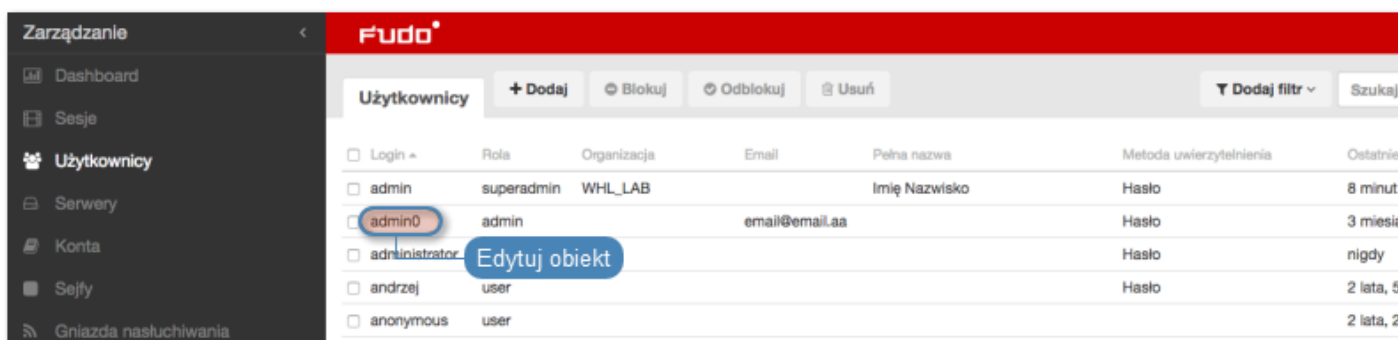 Zarządzanie
Fudo
Dashboard
Sesje
Użytkownicy
Serwery
Konta
Sejfy
Gniazda nasłuchiwania
Użytkownicy
+ Dodaj
Blokuj
Odblokuj
Usuń
Dodaj filtr
Szukaj
Login Rola Organizacja Email Pełna nazwa Metoda uwierzytelnienia Ostatnie
admin superadmin WHL_LAB Imię Nazwisko Hasło 8 minut
admin0 admin email@email.aa Hasło 3 miesią
administrator Hasło nigdy
Edytuj obiekt
andrzej user Hasło 2 lata, 5
anonymous user 2 lata, 2